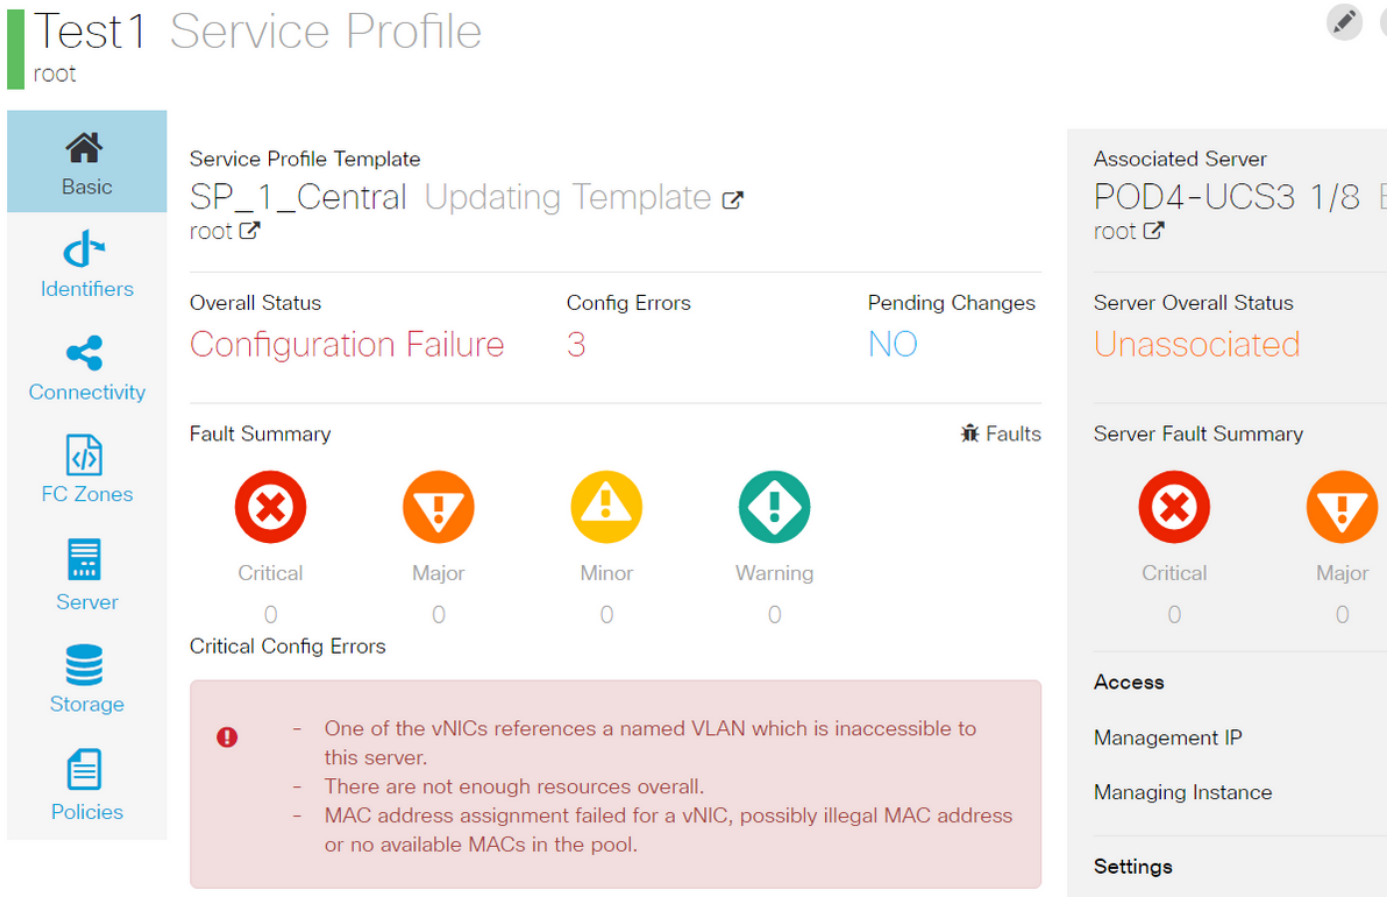 Test1 Service Profile
root
Basic
Identifiers
Connectivity
FC Zones
Server
Storage
Policies
Service Profile Template
SP_1_Central Updating Template
root
Overall Status
Config Errors
Pending Changes
Configuration Failure
3
NO
Fault Summary
Faults
Critical
Major
Minor
Warning
0
0
0
0
Critical Config Errors
- One of the vNICs references a named VLAN which is inaccessible to
this server.
- There are not enough resources overall.
- MAC address assignment failed for a vNIC, possibly illegal MAC address
or no available MACs in the pool.
Associated Server
POD4-UCS3 1/8
root
Server Overall Status
Unassociated
Server Fault Summary
Critical
Major
0
0
Access
Management IP
Managing Instance
Settings